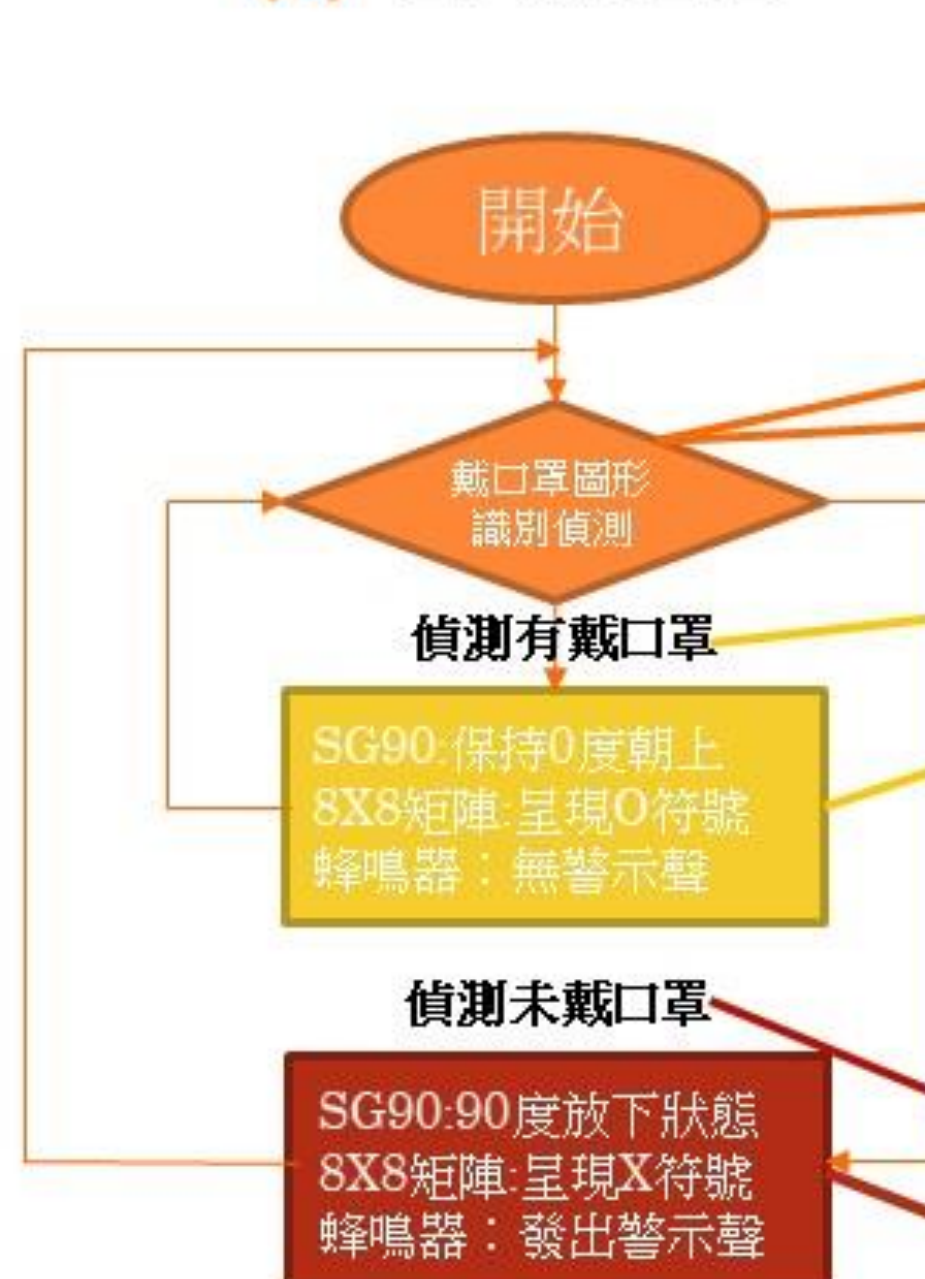 開始
戴口罩圖形
識別偵測
偵測有戴口罩
SG90:保持0度朝上
8X8矩陣:呈現O符號
蜂鳴器：無警示聲
偵測未戴口罩
SG90:90度放下狀態
8X8矩陣:呈現X符號
蜂鳴器：發出警示聲